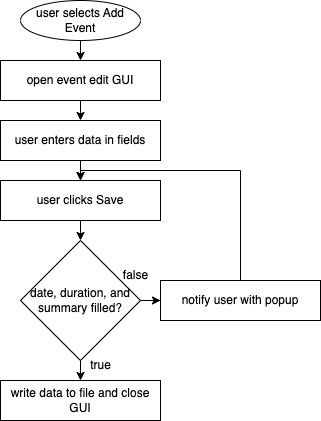 user selects Add
Event
open event edit GUI
user enters data in fields
user clicks Save
false
date, duration, and
summary filled?
notify user with popup
true
write data to file and close
GUI